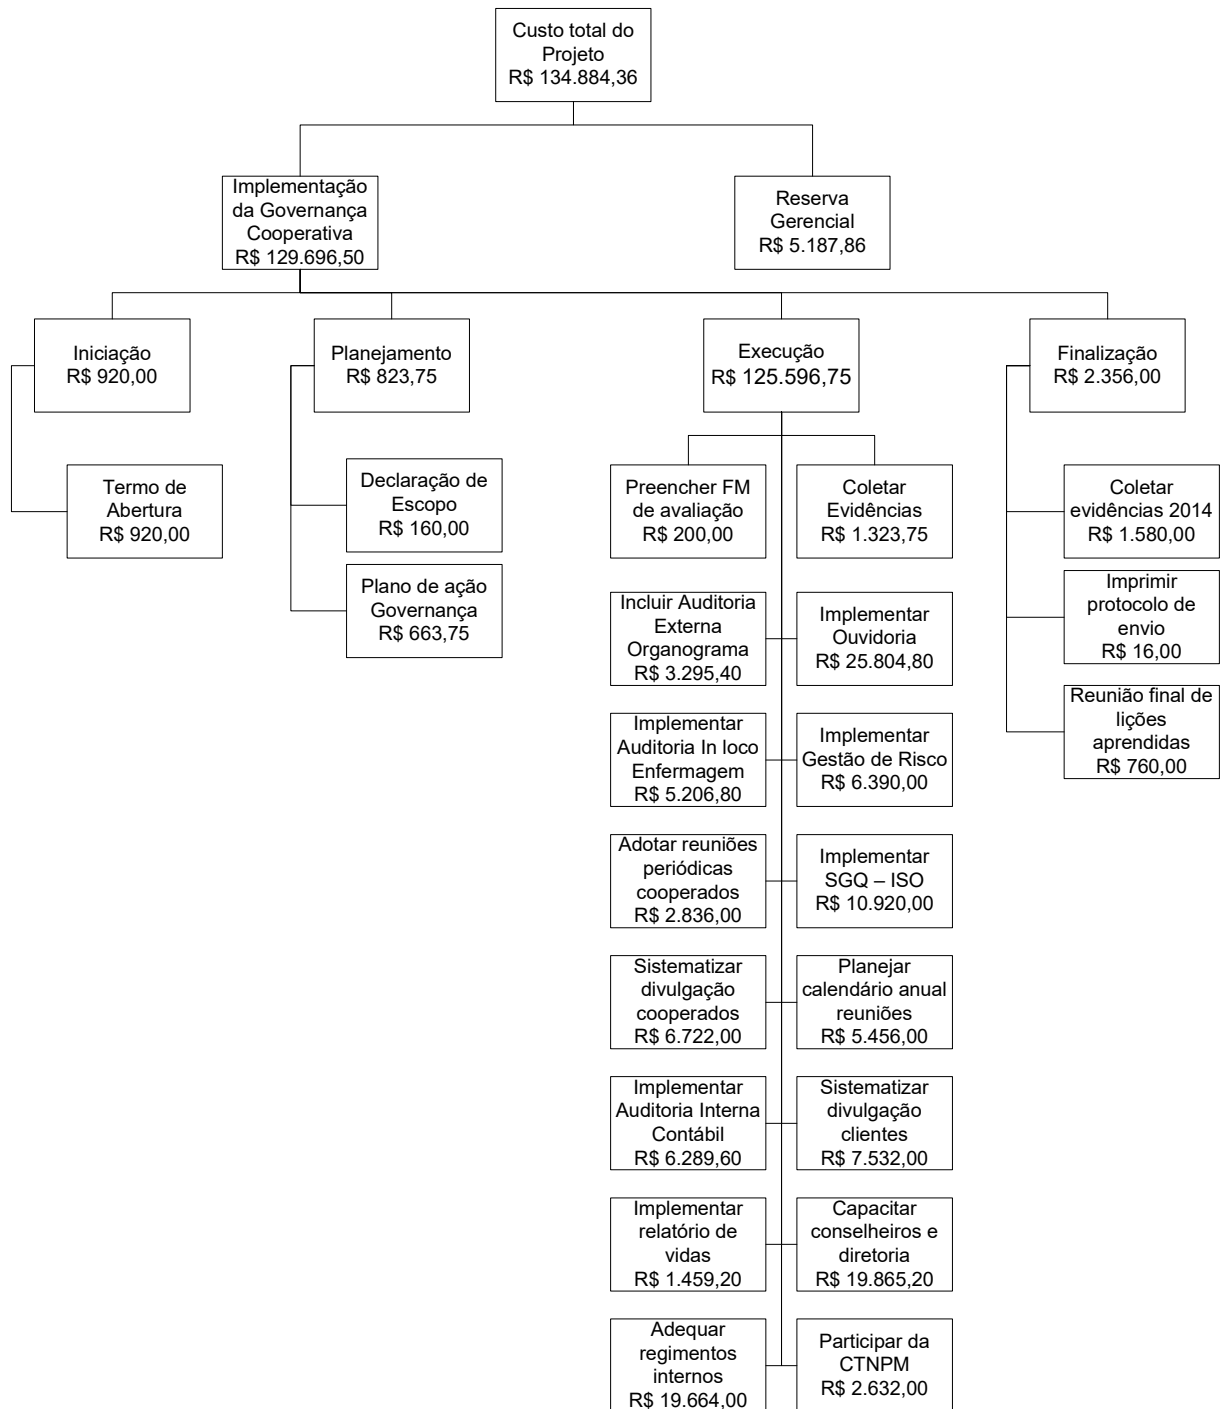 Custo total do
Projeto
R$ 134.884,36
Implementação
da Governança
Cooperativa
R$ 129.696,50
Reserva
Gerencial
R$ 5.187,86
Iniciação
R$ 920,00
Planejamento
R$ 823,75
Execução
R$ 125.596,75
Finalização
R$ 2.356,00
Termo de
Abertura
R$ 920,00
Declaração de
Escopo
R$ 160,00
Plano de ação
Governança
R$ 663,75
Preencher FM
de avaliação
R$ 200,00
Coletar
Evidências
R$ 1.323,75
Incluir Auditoria
Externa
Organograma
R$ 3.295,40
Implementar
Ouvidoria
R$ 25.804,80
Implementar
Auditoria In loco
Enfermagem
R$ 5.206,80
Implementar
Gestão de Risco
R$ 6.390,00
Adotar reuniões
periódicas
cooperados
R$ 2.836,00
Implementar
SGQ – ISO
R$ 10.920,00
Sistematizar
divulgação
cooperados
R$ 6.722,00
Planejar
calendário anual
reuniões
R$ 5.456,00
Implementar
Auditoria Interna
Contábil
R$ 6.289,60
Sistematizar
divulgação
clientes
R$ 7.532,00
Implementar
relatório de
vidas
R$ 1.459,20
Capacitar
conselheiros e
diretoria
R$ 19.865,20
Adequar
regimentos
internos
R$ 19.664,00
Participar da
CTNPM
R$ 2.632,00
Coletar
evidências 2014
R$ 1.580,00
Imprimir
protocolo de
envio
R$ 16,00
Reunião final de
lições
aprendidas
R$ 760,00